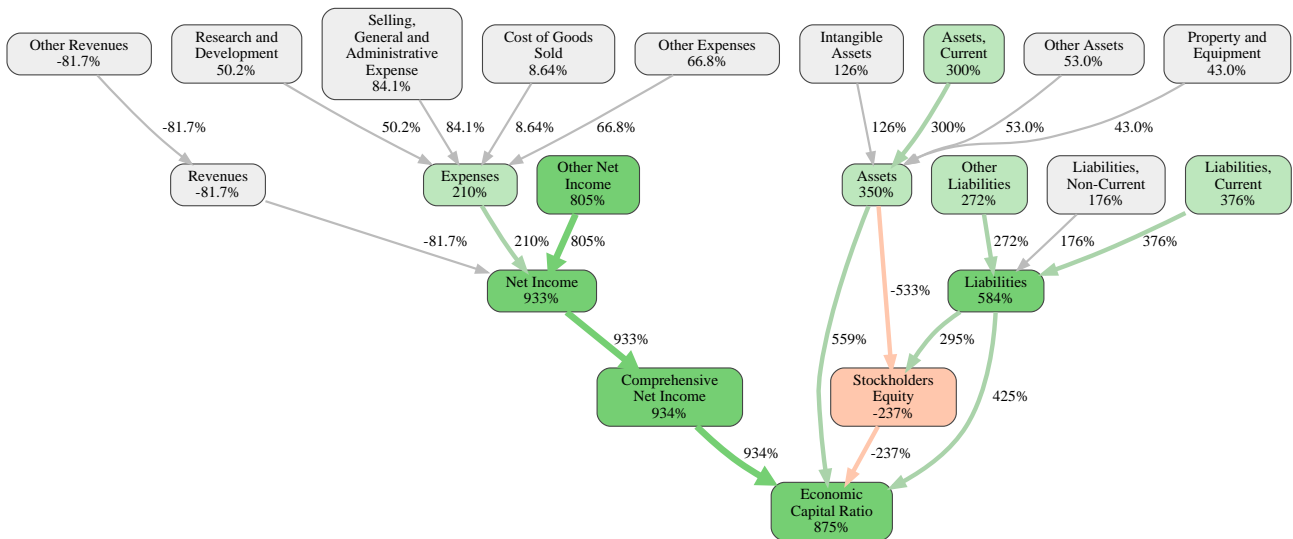 Other Revenues
-81.7%
Research and
Development
50.2%
Selling,
General and
Administrative
Expense
84.1%
Cost of Goods
Sold
8.64%
Other Expenses
66.8%
Intangible
Assets
126%
Assets,
Current
300%
Other Assets
53.0%
Property and
Equipment
43.0%
-81.7%
50.2%
84.1%
8.64%
66.8%
126%
300%
53.0%
43.0%
Revenues
-81.7%
Expenses
210%
Other Net
Income
805%
Assets
350%
Other
Liabilities
272%
Liabilities,
Non-Current
176%
Liabilities,
Current
376%
-81.7%
210%
805%
272%
176%
376%
Net Income
933%
-533%
Liabilities
584%
933%
559%
295%
Comprehensive
Net Income
934%
Stockholders
Equity
-237%
425%
934%
-237%
Economic
Capital Ratio
875%